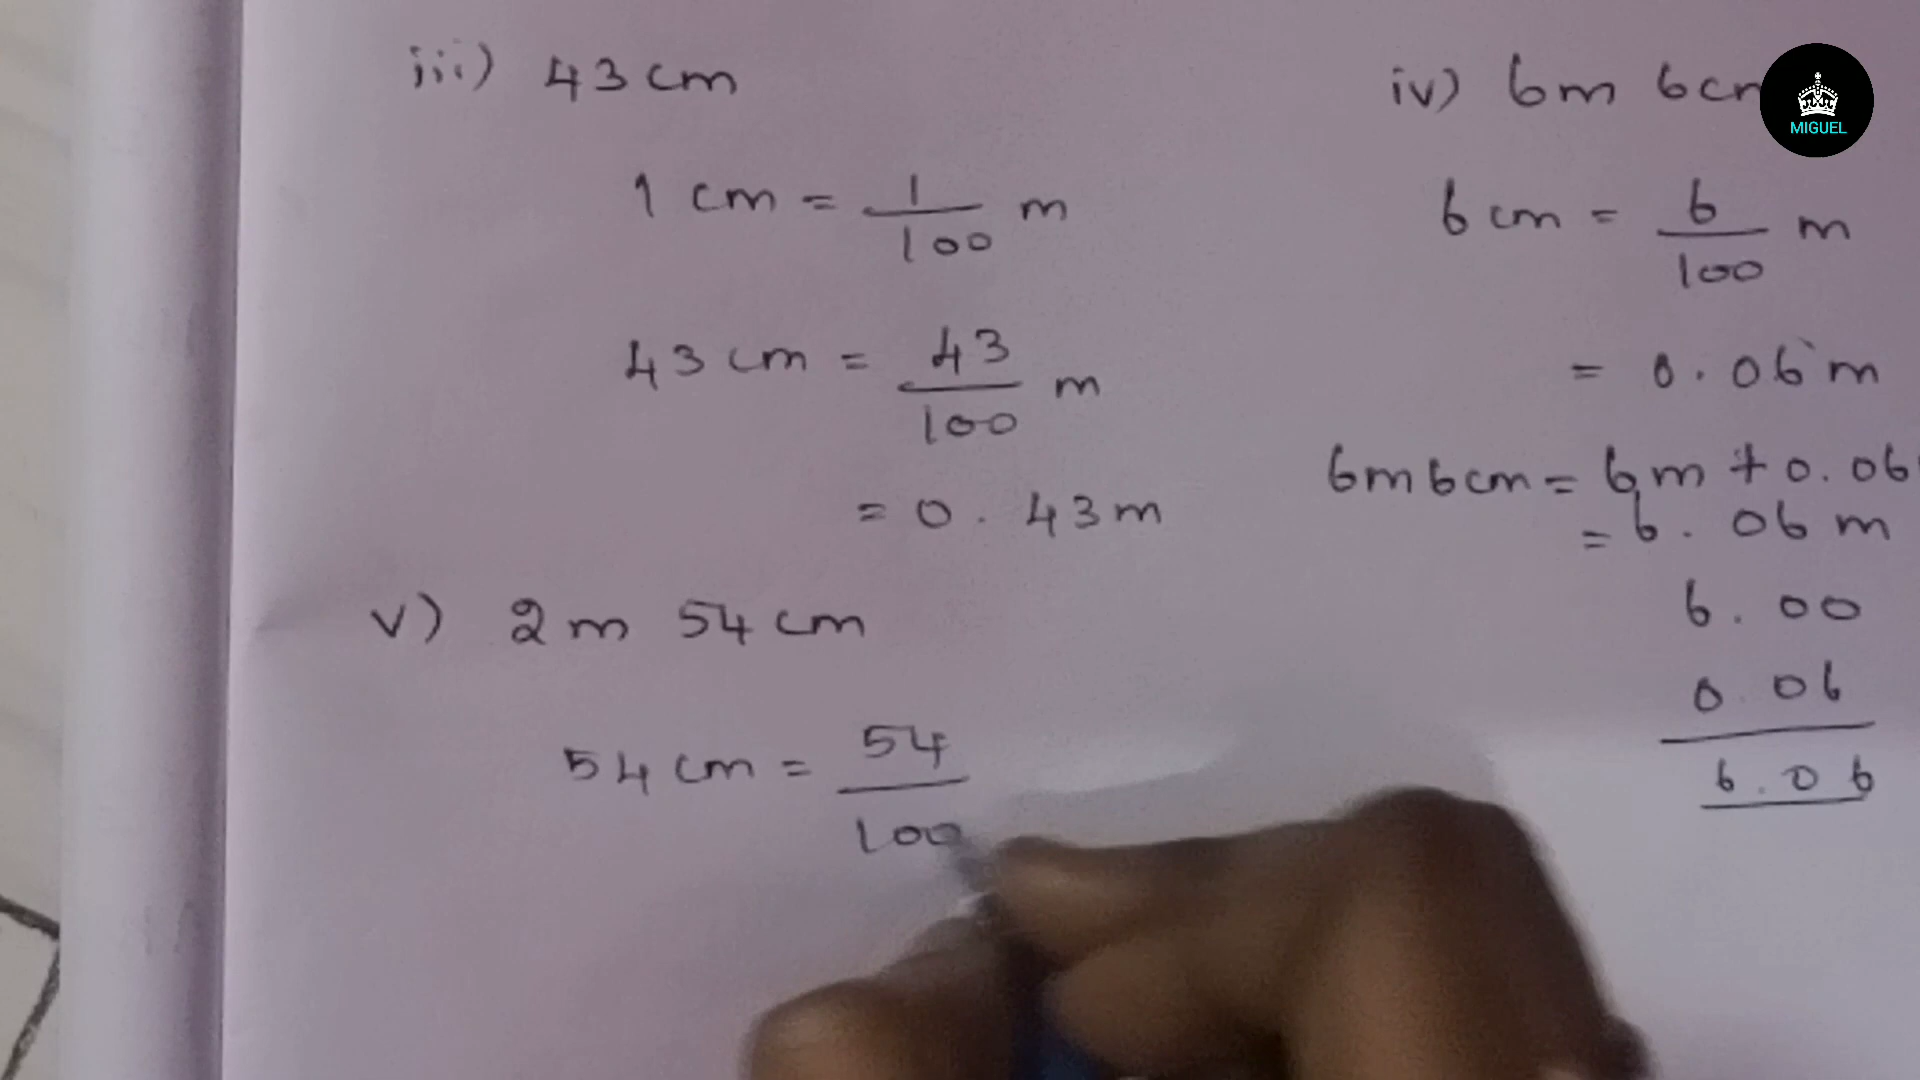 iii) 43 cm
1 cm = 1/100 m
43 cm = 43/100 m
= 0.43 m
iv) 6m 6cm
6 cm = 6/100 m
= 0.06 m
6m 6cm = 6m + 0.06
= 6.06 m
6.00
0 06
6.06
v) 2 m 54 cm
54 cm = 54/100
MIGUEL